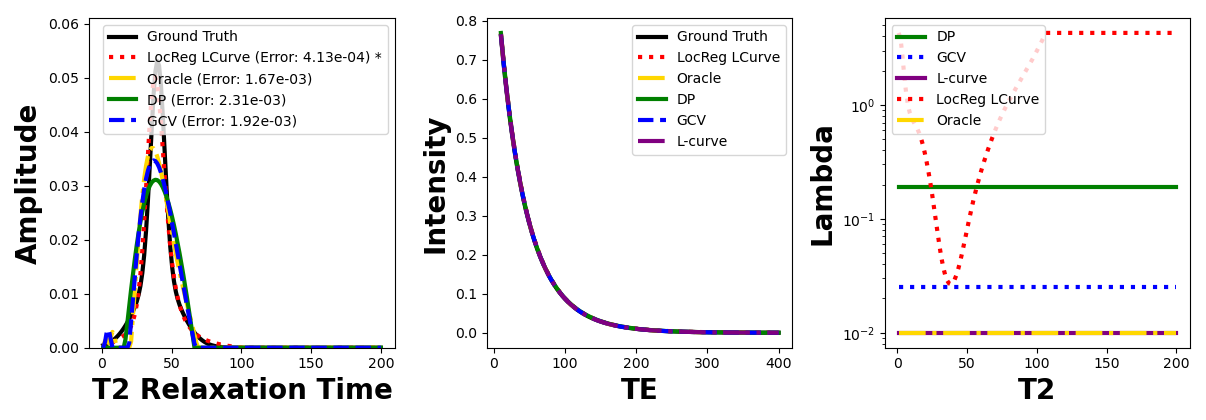 0.06
0.05
0.04
0.03
0.02
0.01
0.00
Amplitude
0
50
100
150
200
T2 Relaxation Time
Ground Truth
LocReg LCurve (Error: 4.13e-04) *
Oracle (Error: 1.67e-03)
DP (Error: 2.31e-03)
GCV (Error: 1.92e-03)
0.8
0.7
0.6
0.5
0.4
0.3
0.2
0.1
0.0
Intensity
0
100
200
300
400
TE
Ground Truth
LocReg LCurve
Oracle
DP
GCV
L-curve
10⁰
10⁻¹
10⁻²
Lambda
0
50
100
150
200
T2
DP
GCV
L-curve
LocReg LCurve
Oracle